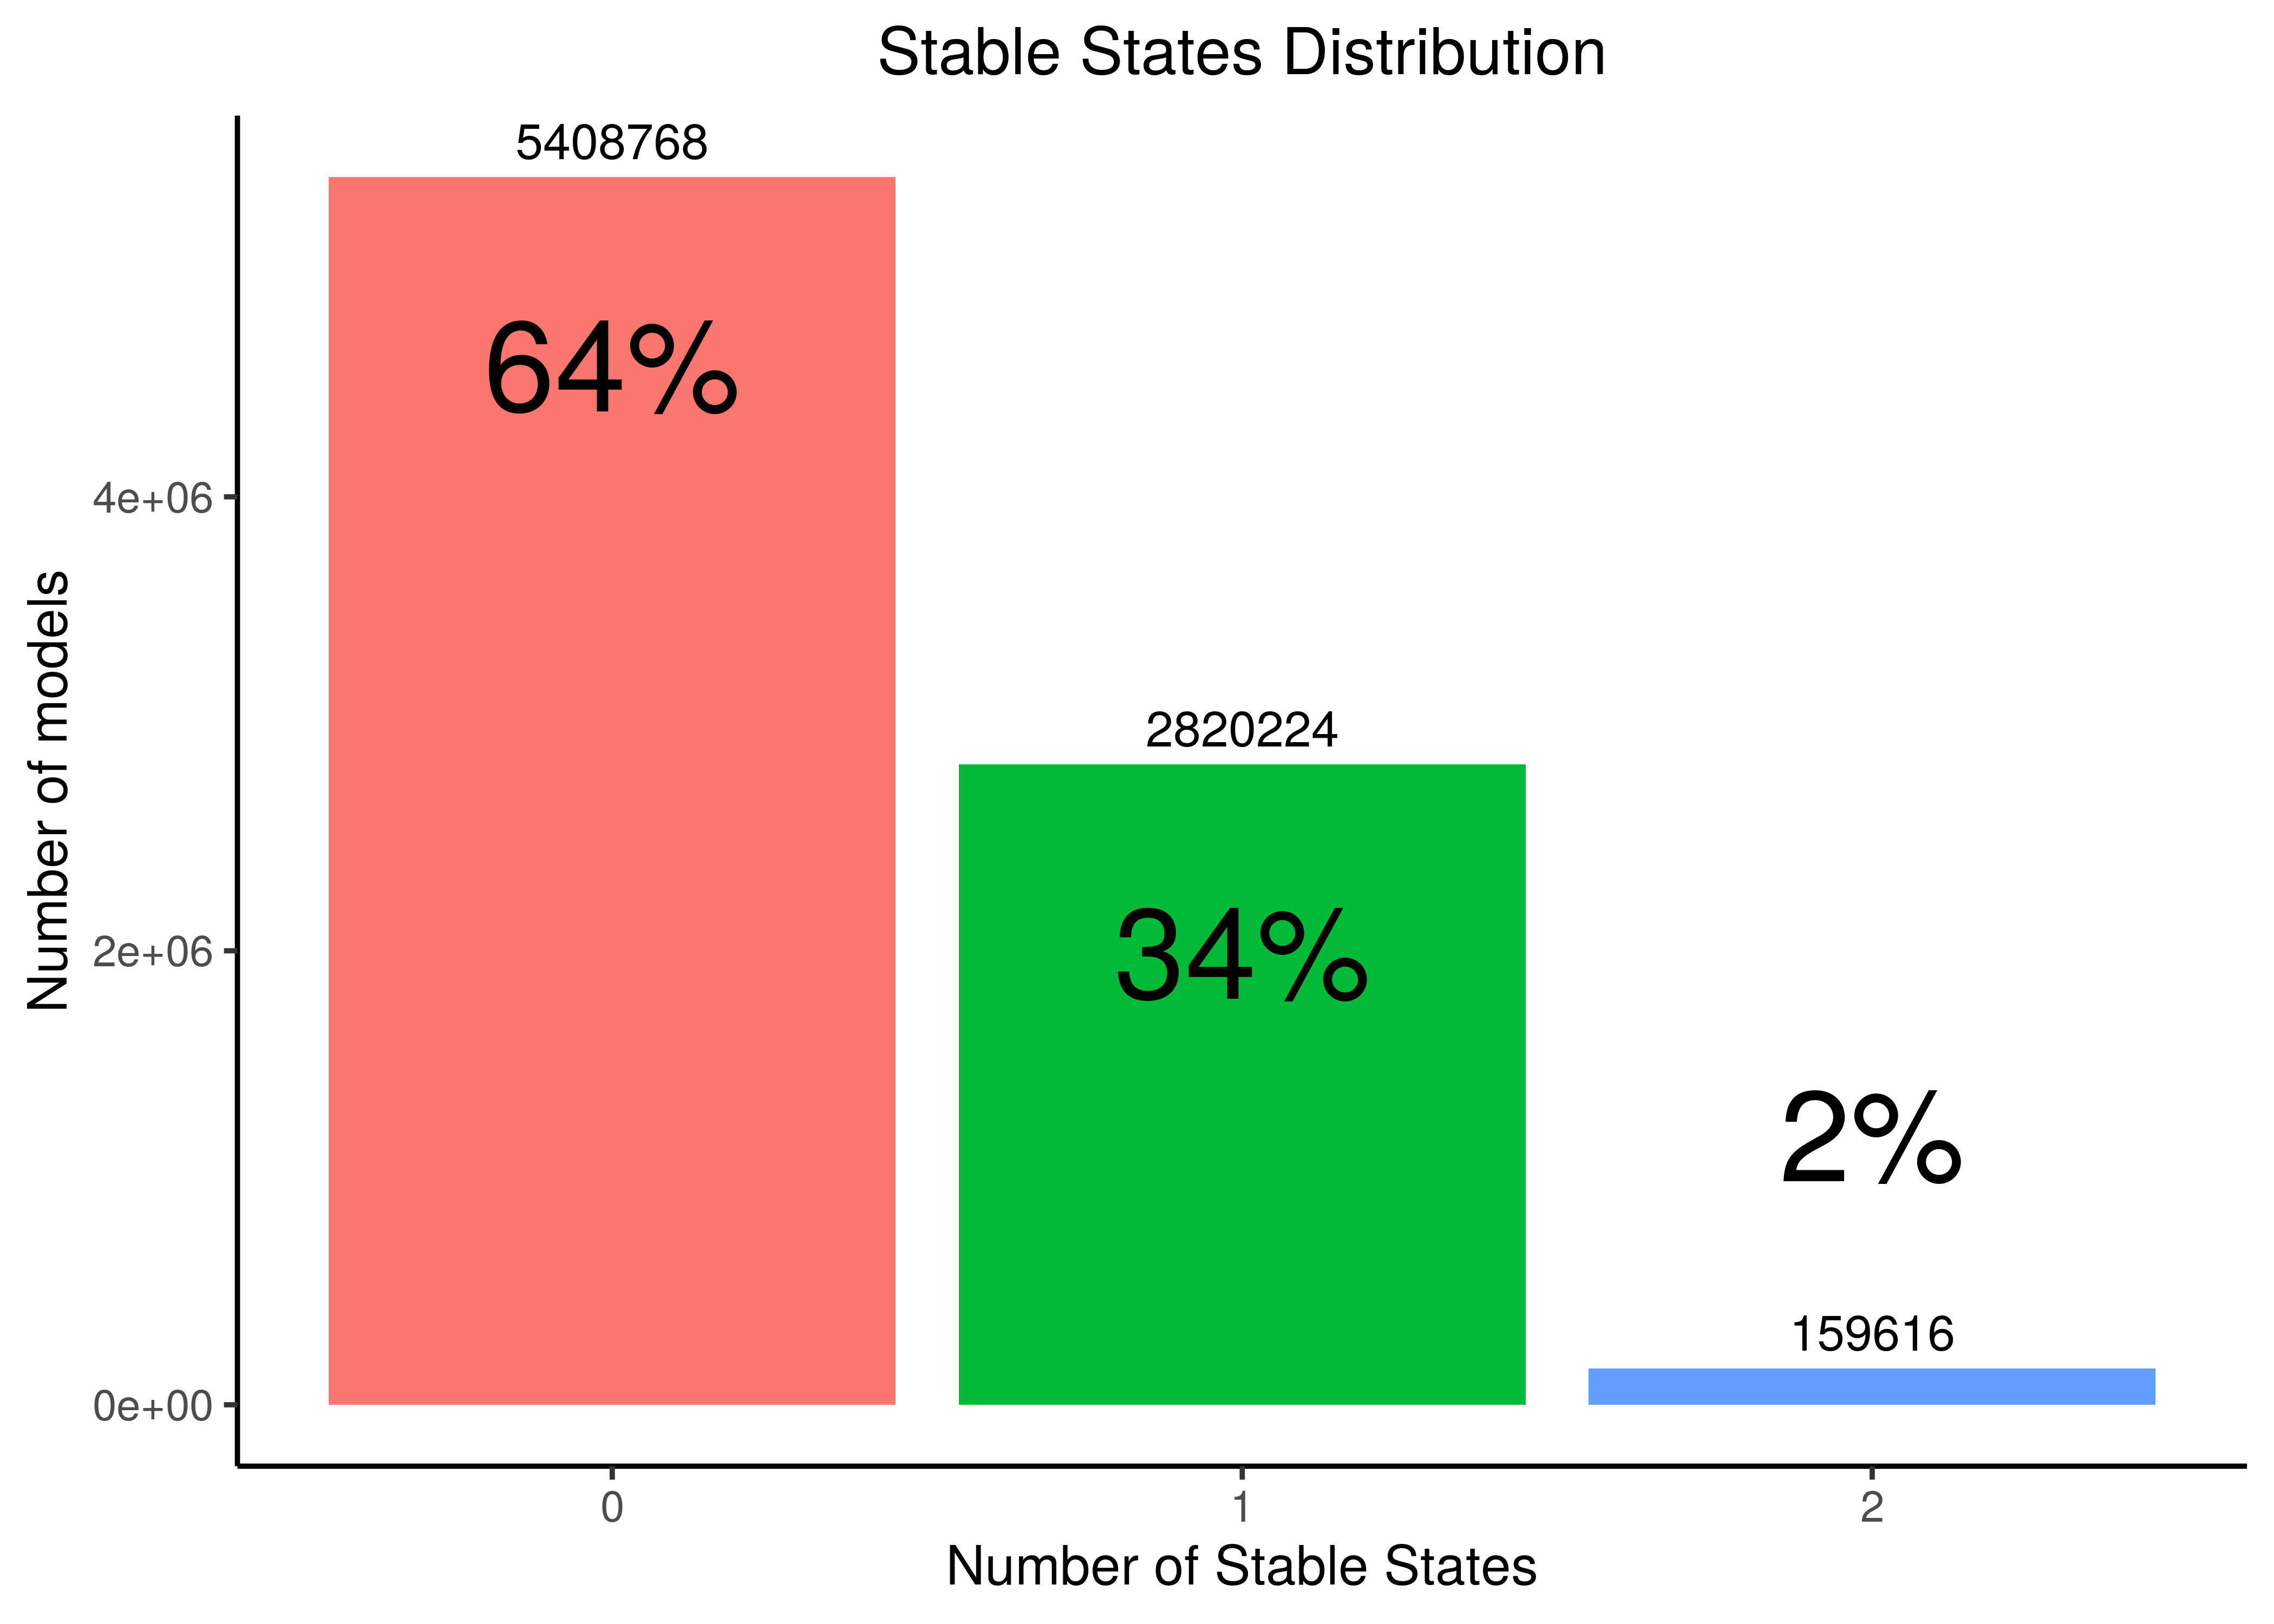 Stable States Distribution
5408768
64%
4e+06
2820224
34%
2e+06
2%
159616
0e+00
Number of models
0
1
2
Number of Stable States